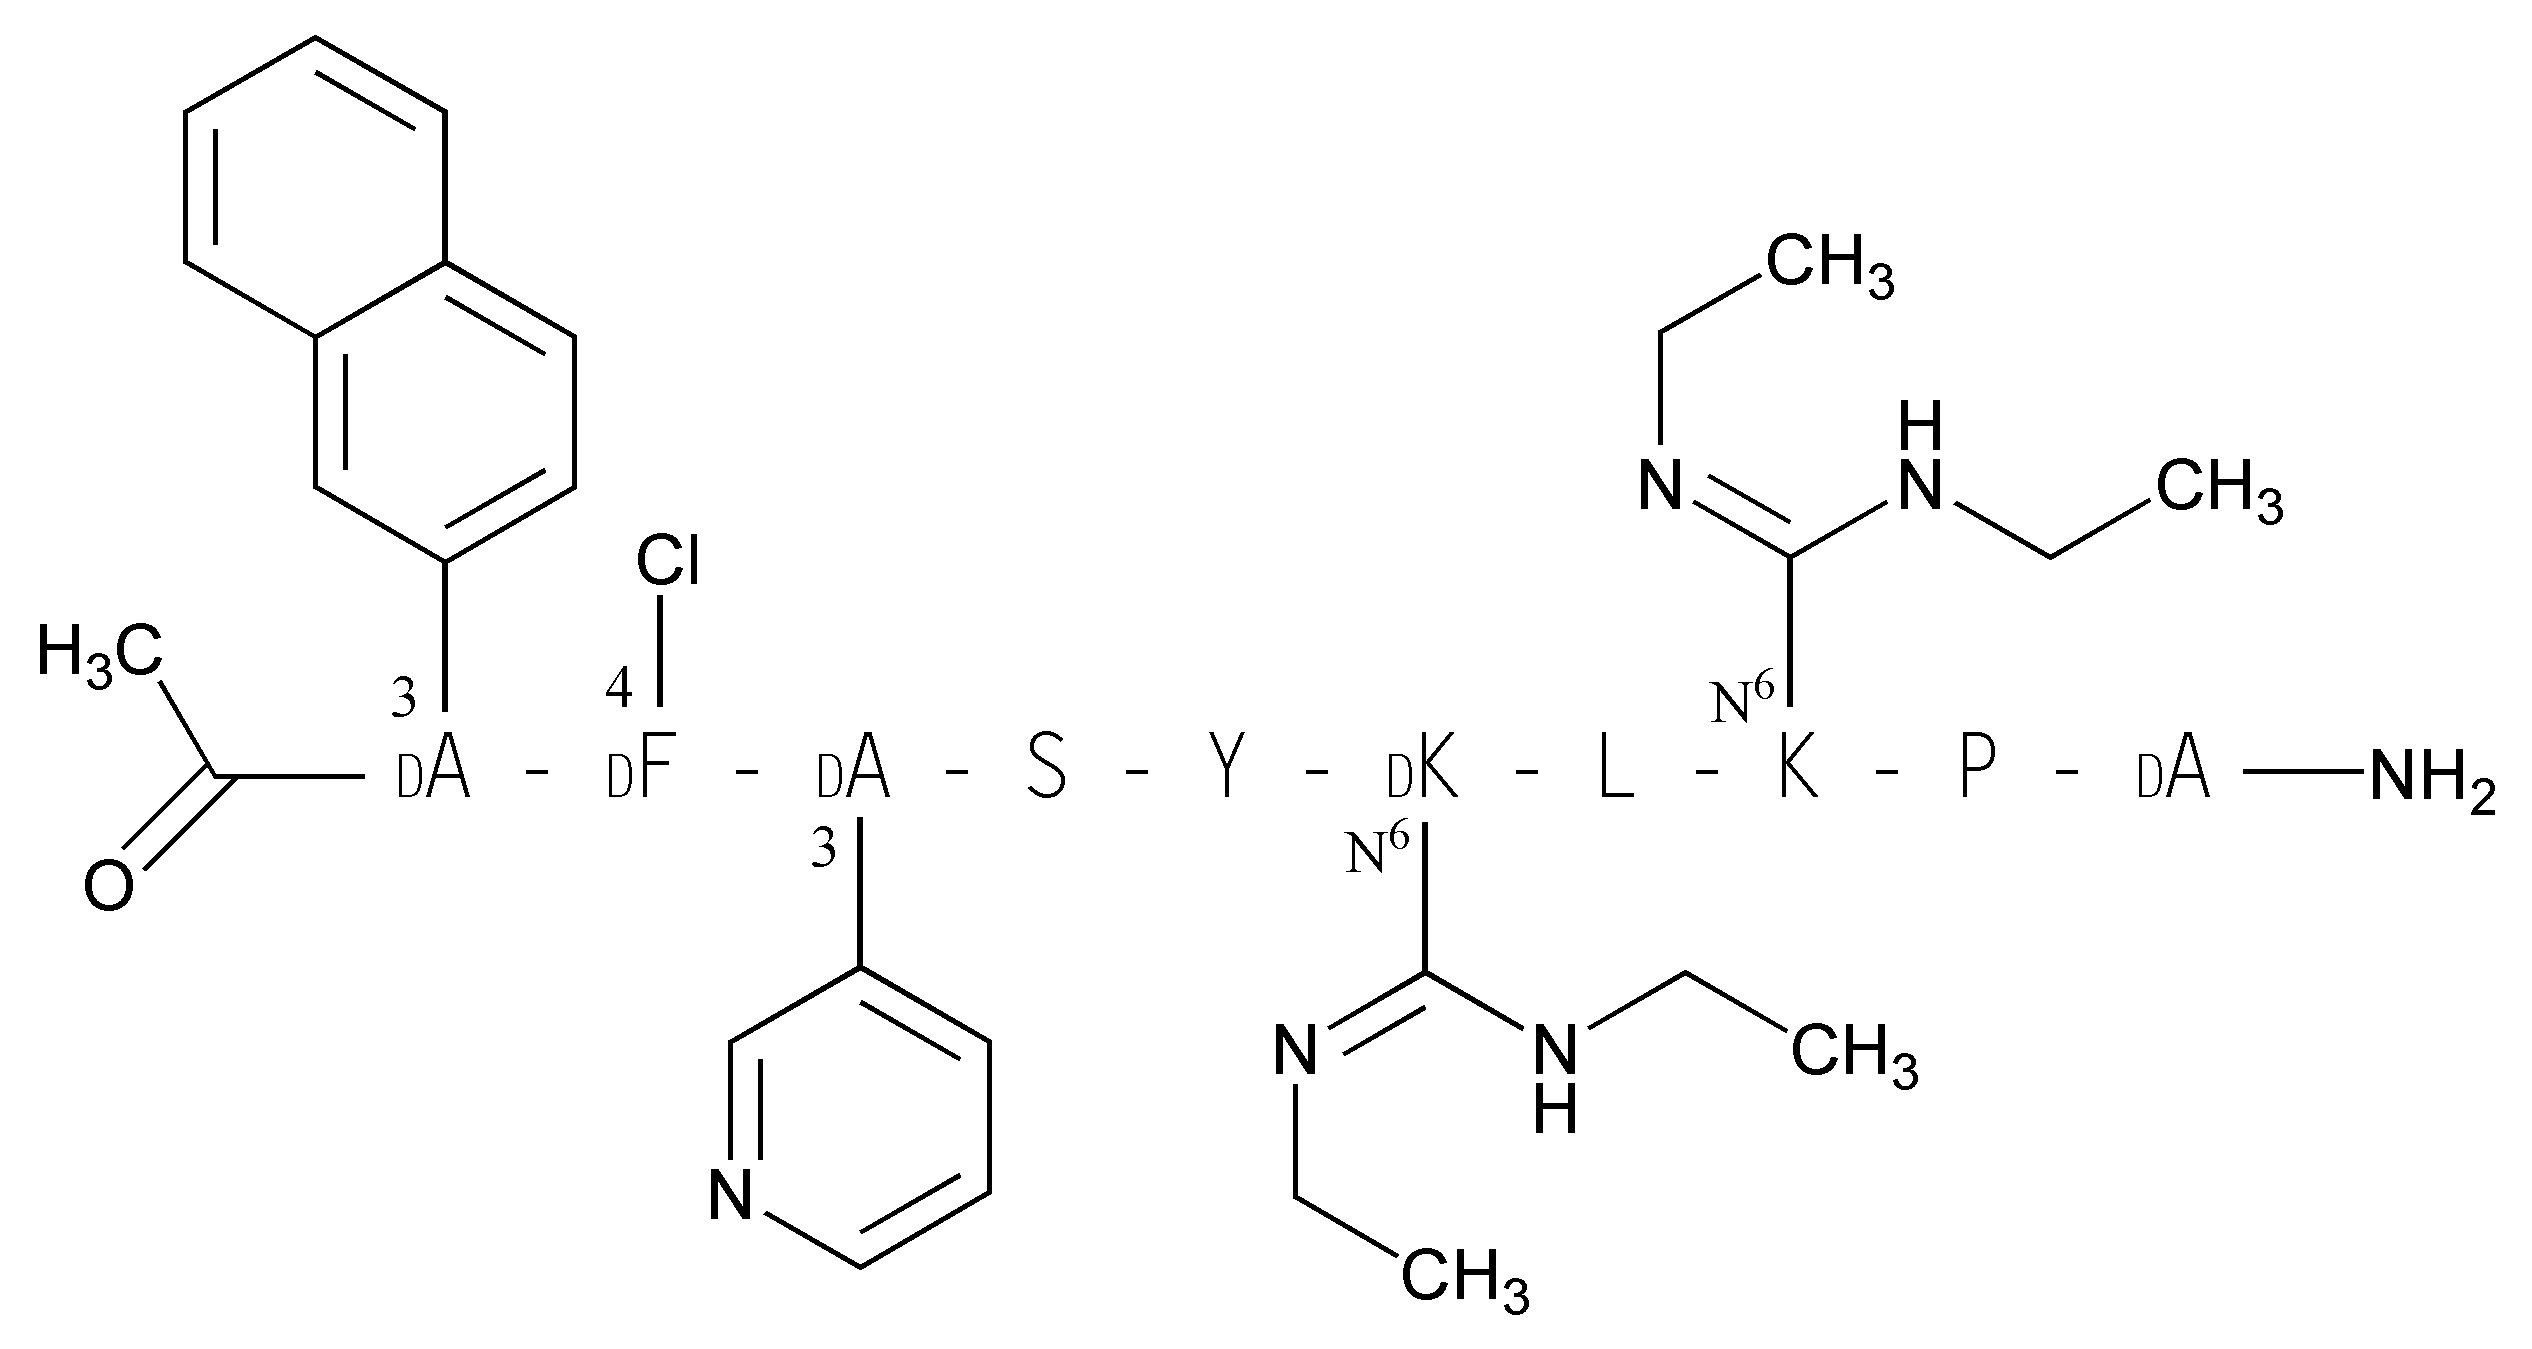 CH3
H
N
N
CH3
Cl
H3C
3
4
N6
DA - DF - DA - S - Y - DK - L - K - P - DA — NH2
3
N6
O
N
N
H
CH3
N
CH3